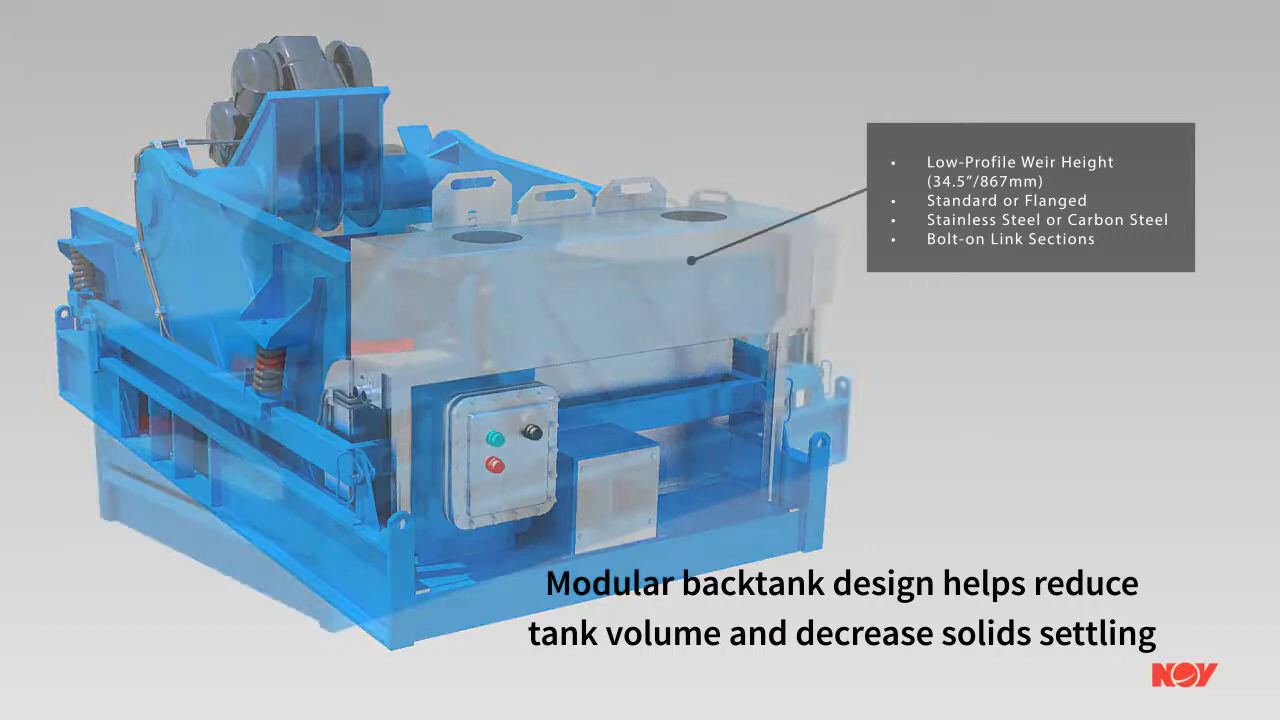 • Low-Profile Weir Height
(34.5”/867mm)
• Standard or Flanged
• Stainless Steel or Carbon Steel
• Bolt-on Link Sections
Modular backtank design helps reduce
tank volume and decrease solids settling
NOV